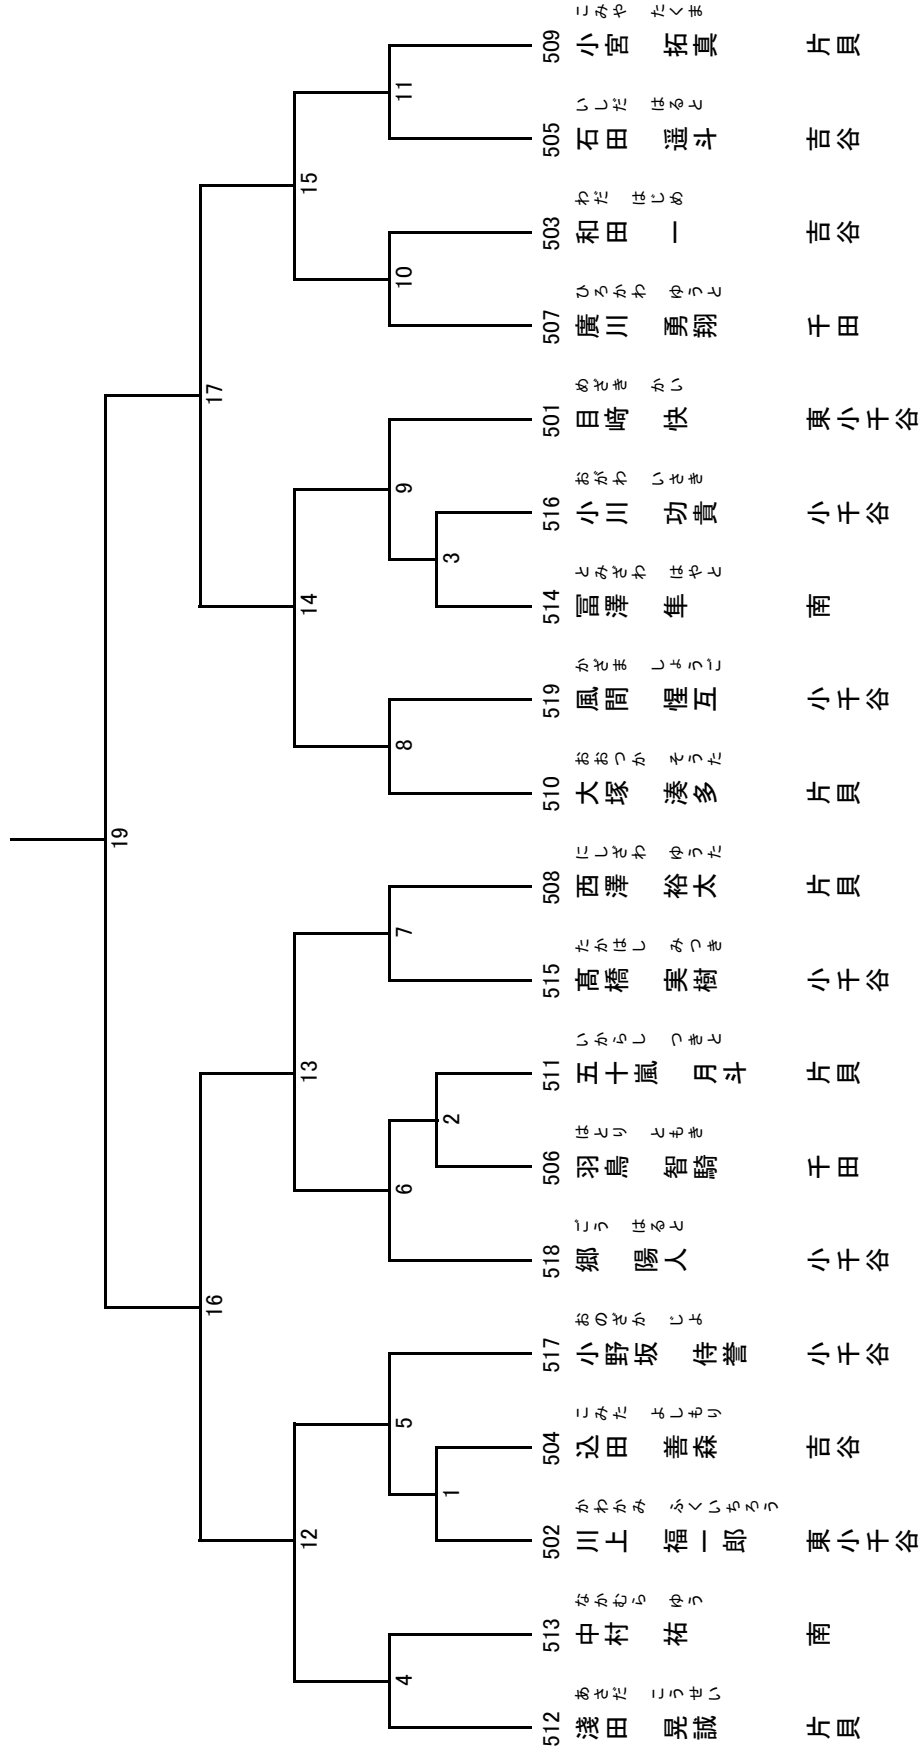 509 小宮 拓真 こみや たくま 片貝
11
505 石田 遥斗 いしだ はると 吉谷
15
503 和田 一 わだ はじめ 吉谷
10
507 廣川 勇翔 ひろかわ ゆうと 千田
17
501 目﨑 快 めざき かい 東小千谷
9
516 小川 功貴 おがわ いさき 小千谷
3
514 冨澤 隼 とみざわ はやと 南
14
519 風間 惺互 かざま しょうご 小千谷
8
510 大塚 湊多 おおつか そうた 片貝
19
508 西澤 裕太 にしざわ ゆうた 片貝
7
515 髙橋 実樹 たかはし みつき 小千谷
13
511 五十嵐 月斗 いからし つきと 片貝
2
506 羽鳥 智騎 はとり ともき 千田
6
518 郷 陽人 ごう はると 小千谷
16
517 小野坂 侍誉 おのざか じよ 小千谷
5
504 込田 善森 こみた よしもり 吉谷
1
502 川上 福一郎 かわかみ ふくいちろう 東小千谷
12
513 中村 祐 なかむら ゆう 南
4
512 淺田 晃誠 あさだ こうせい 片貝